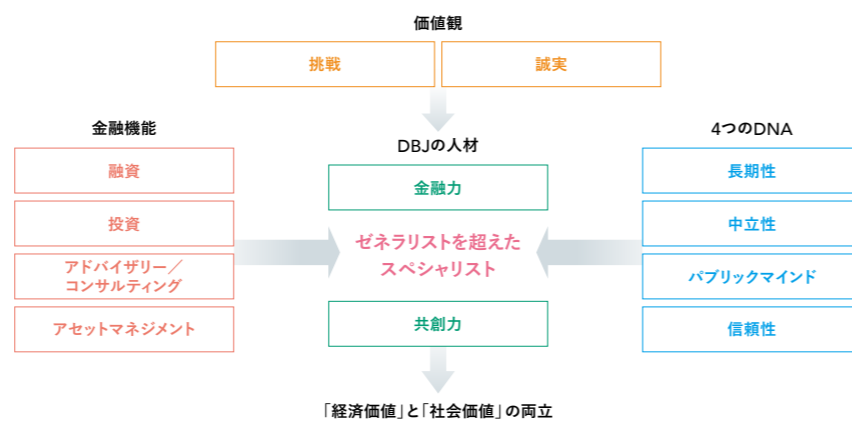 価値観
挑戦
誠実
金融機能
融資
投資
アドバイザリー／
コンサルティング
アセットマネジメント
DBJの人材
金融力
ゼネラリストを超えた
スペシャリスト
共創力
4つのDNA
長期性
中立性
パブリックマインド
信頼性
「経済価値」と「社会価値」の両立